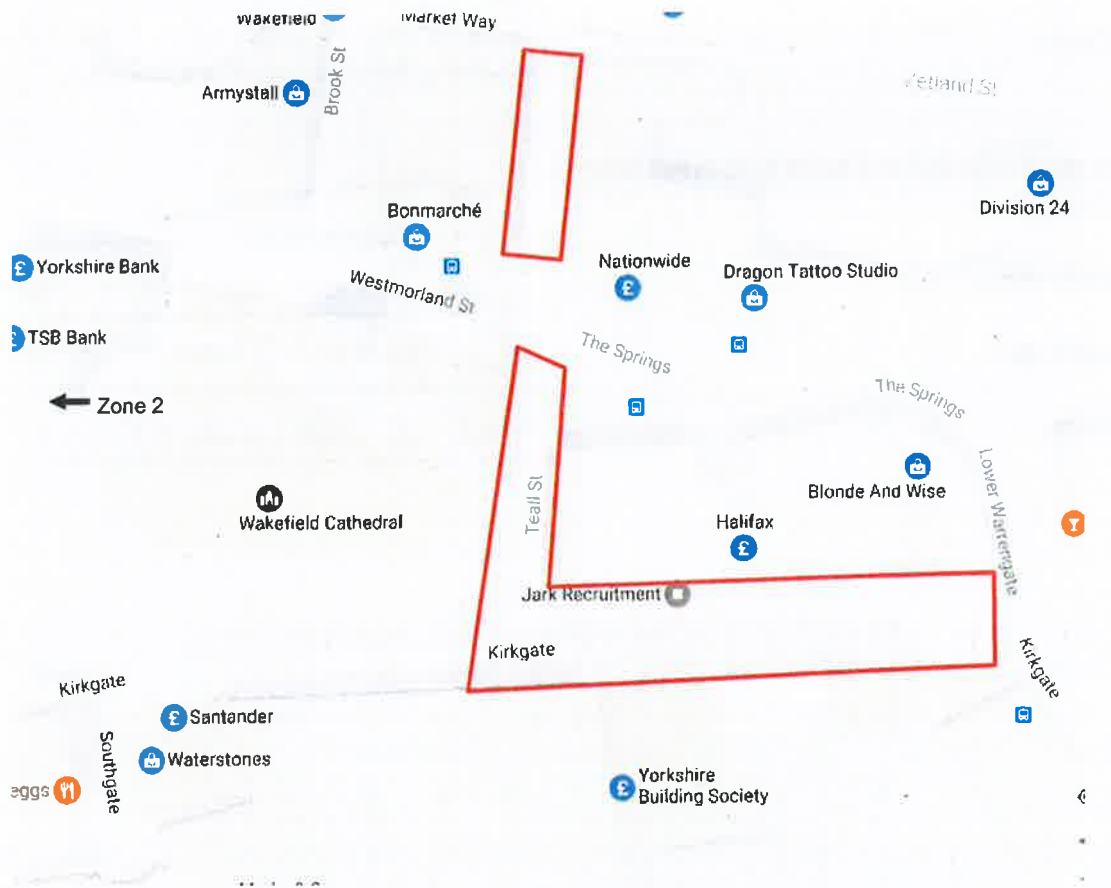 Wakefield
Market Way
Armystall
Brook St
Division 24
Bonmarché
£ Yorkshire Bank
Westmorland St
Nationwide
£
Dragon Tattoo Studio
TSB Bank
The Springs
The Springs
Zone 2
Lower Warrengate
Blonde And Wise
Wakefield Cathedral
Teall St
Halifax
£
Jark Recruitment
Kirkgate
Kirkgate
Kirkgate
£ Santander
Southgate
Waterstones
eggs
£ Yorkshire
Building Society